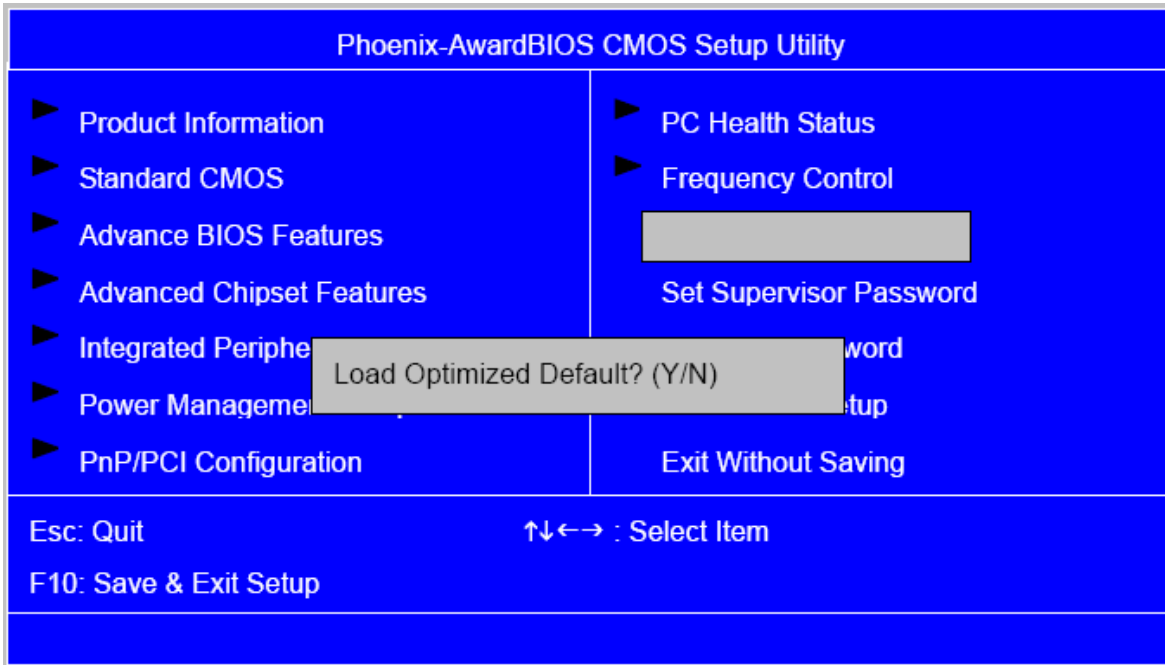 Phoenix-AwardBIOS CMOS Setup Utility
Product Information
Standard CMOS
Advance BIOS Features
Advanced Chipset Features
Integrated Periphe
Power Manageme
PnP/PCI Configuration
PC Health Status
Frequency Control
Set Supervisor Password
word
etup
Exit Without Saving
Load Optimized Default? (Y/N)
Esc: Quit
↑↓←→ : Select Item
F10: Save & Exit Setup